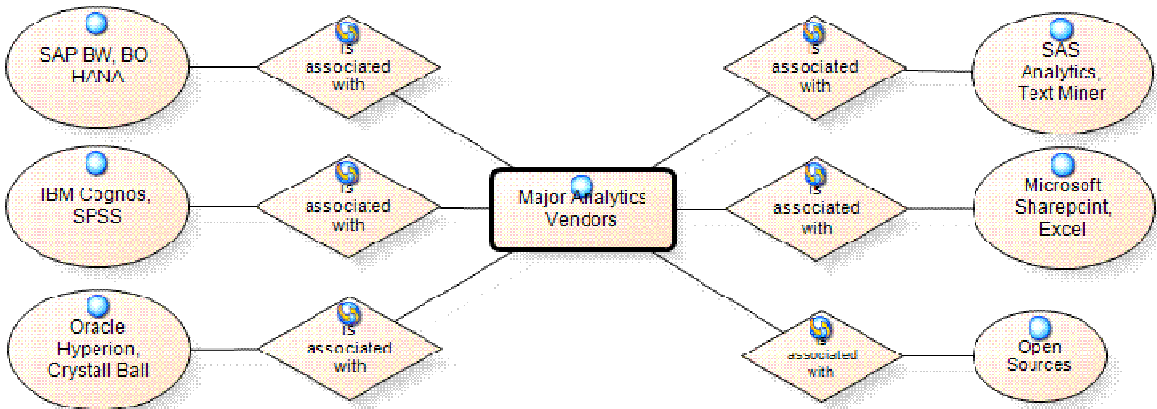 SAP BW, BO
HANA
is
associated
with
is
associated
with
SAS
Analytics,
Text Miner
IBM Cognos,
SPSS
is
associated
with
Major Analytics
Vendors
is
associated
with
Microsoft
Sharepoint,
Excel
Oracle
Hyperion,
Crystall Ball
is
associated
with
is
associated
with
Open
Sources